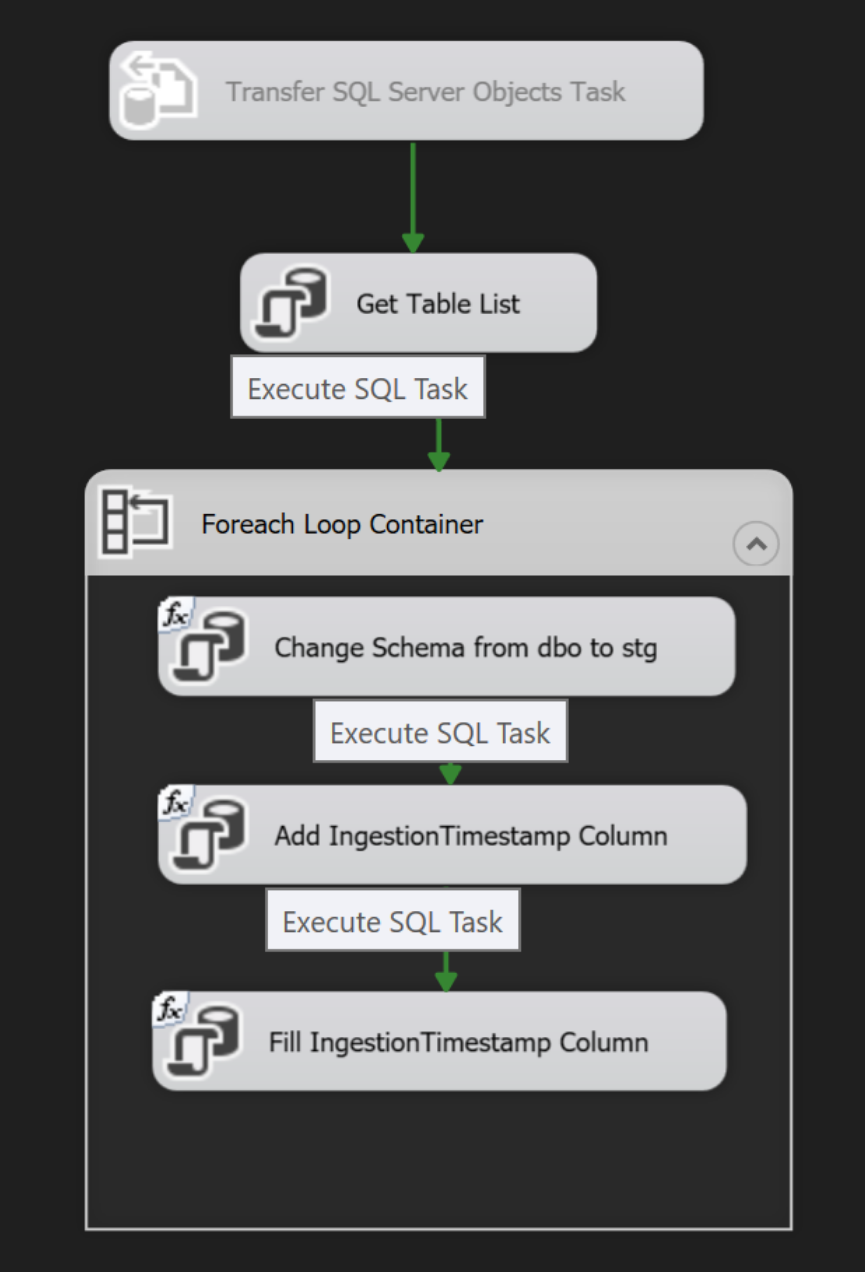 Transfer SQL Server Objects Task
Get Table List
Execute SQL Task
Foreach Loop Container
fx
Change Schema from dbo to stg
Execute SQL Task
fx
Add IngestionTimestamp Column
Execute SQL Task
fx
Fill IngestionTimestamp Column